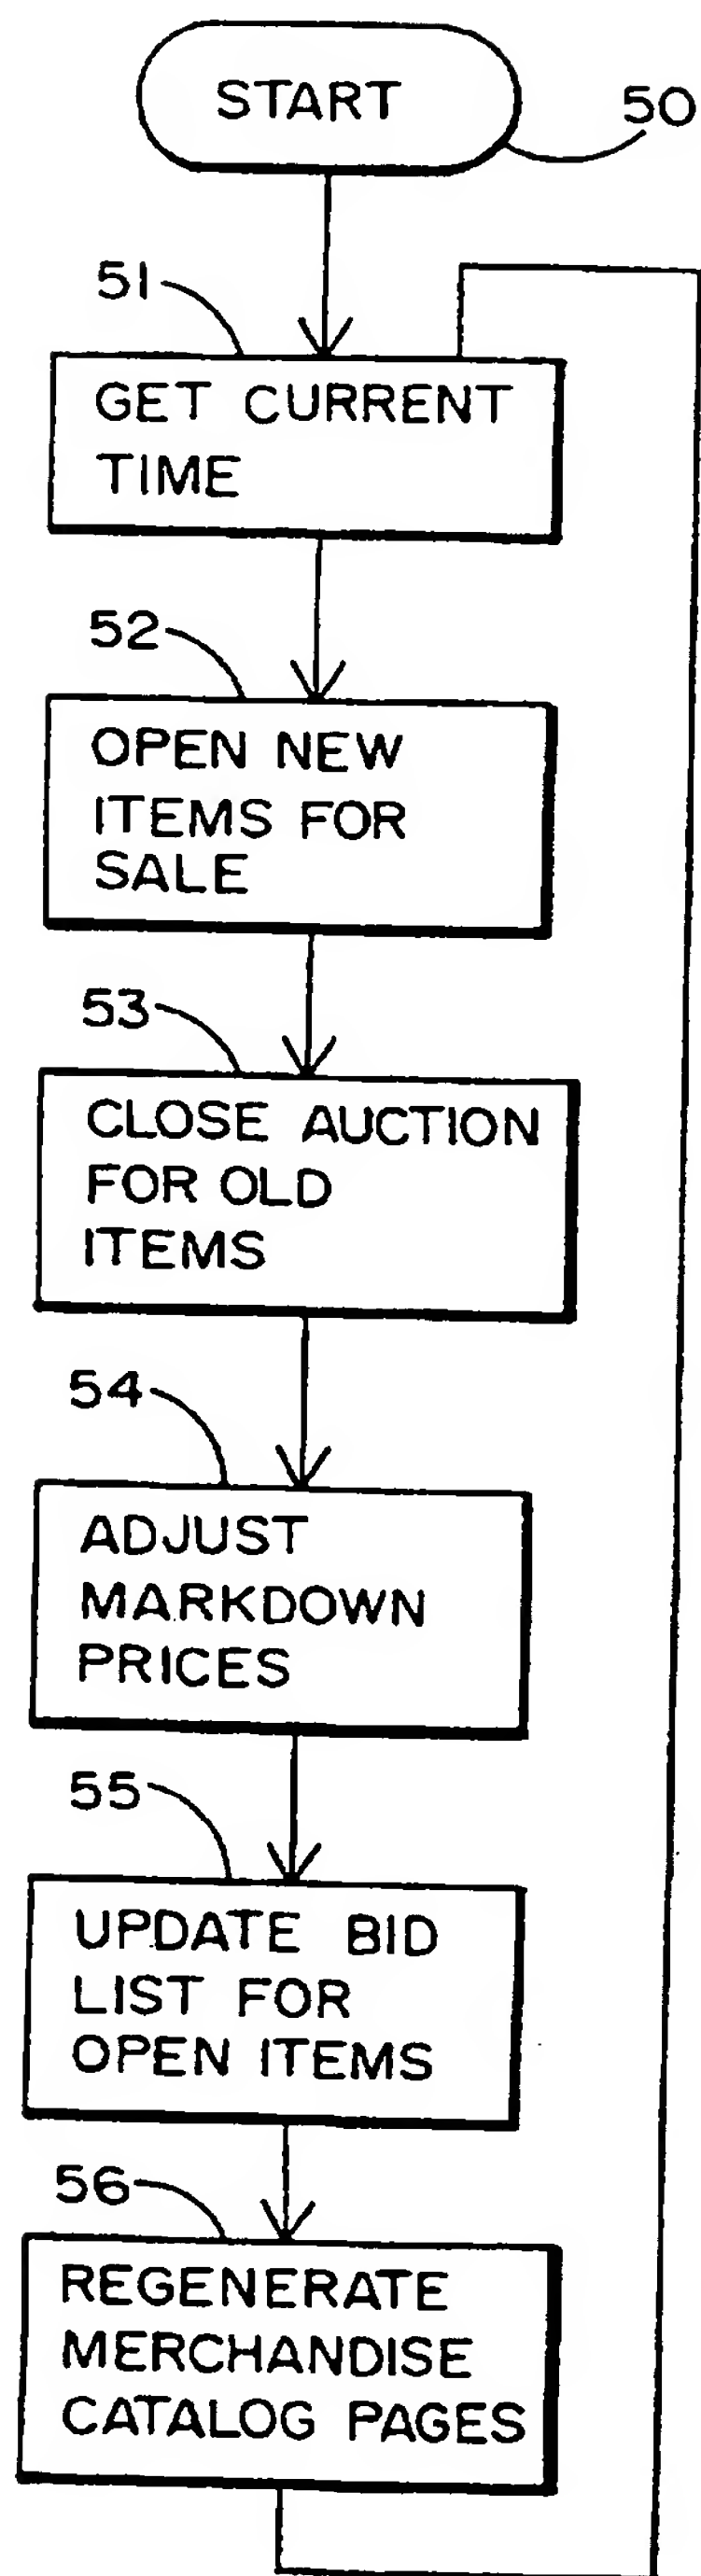 START
50
51
GET CURRENT
TIME
52
OPEN NEW
ITEMS FOR
SALE
53
CLOSE AUCTION
FOR OLD
ITEMS
54
ADJUST
MARKDOWN
PRICES
55
UPDATE BID
LIST FOR
OPEN ITEMS
56
REGENERATE
MERCHANDISE
CATALOG PAGES